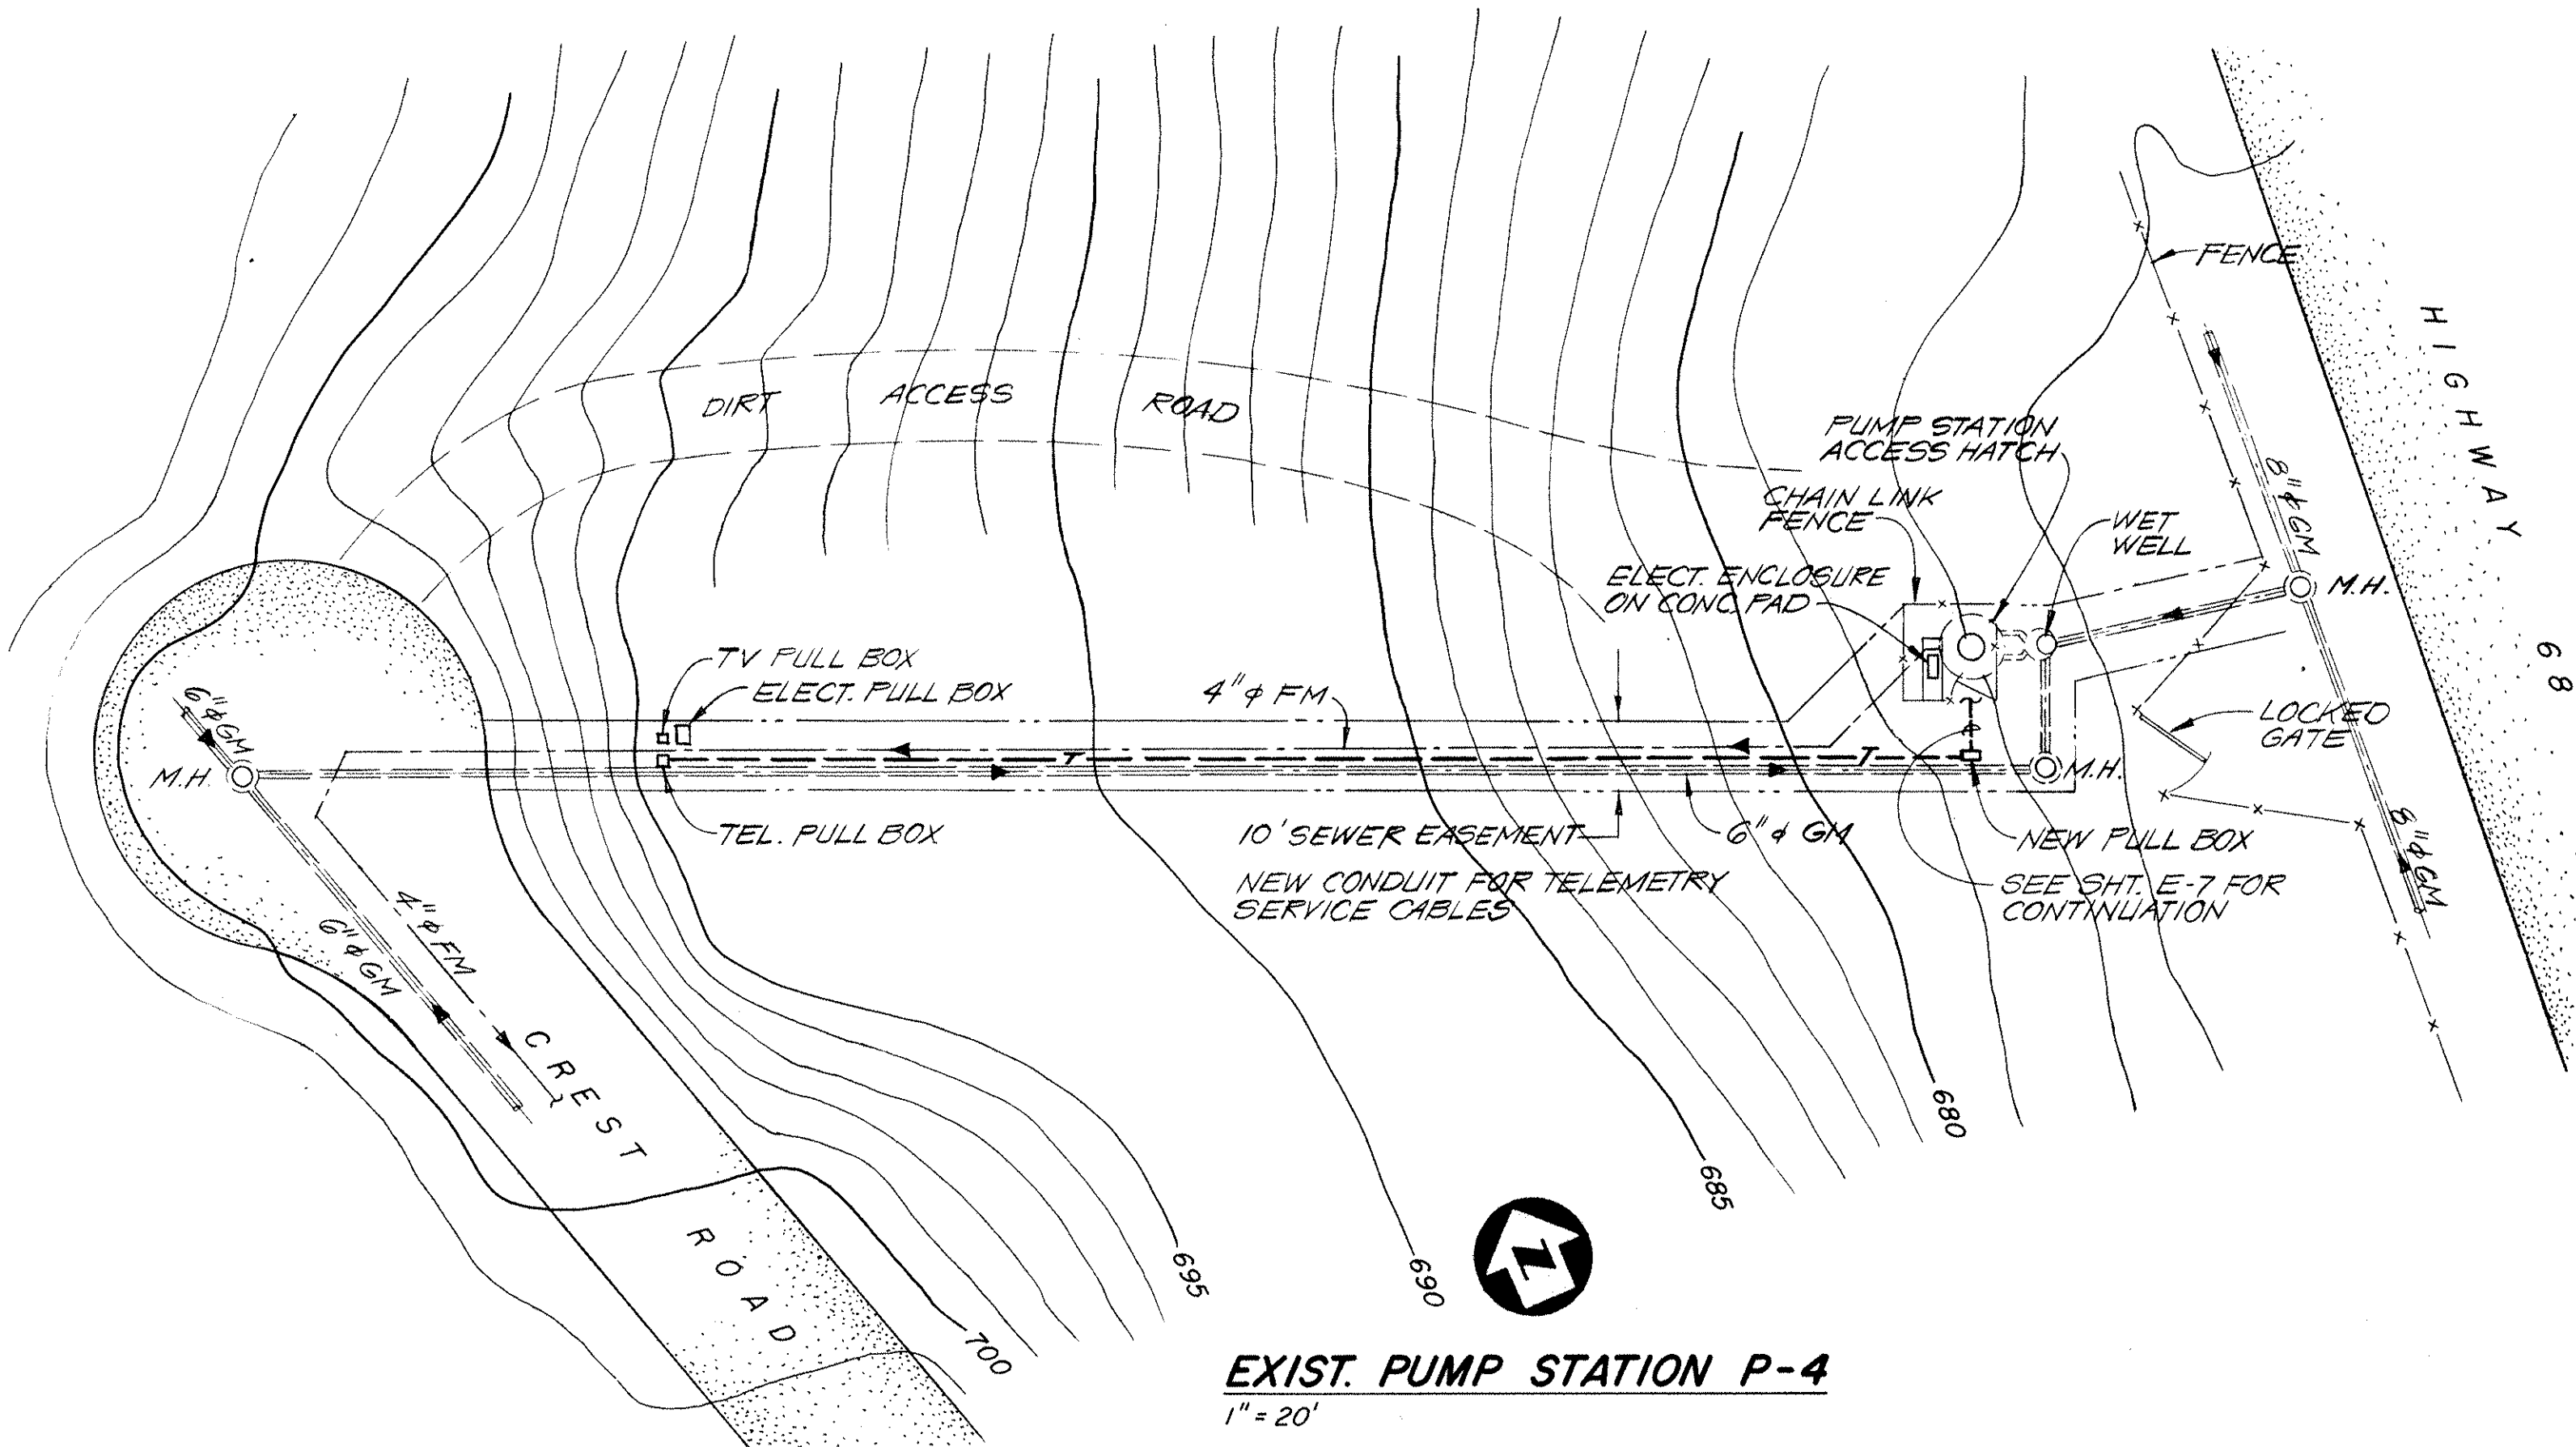 FENCE
HIGHWAY 68
DIRT ACCESS ROAD
PUMP STATION
ACCESS HATCH
CHAIN LINK
FENCE
8"φ GM
WET
WELL
ELECT. ENCLOSURE
ON CONC. PAD
M.H.
TV PULL BOX
ELECT. PULL BOX
4"φ FM
6"φ GM
LOCKED
GATE
M.H.
M.H.
T
T
TEL. PULL BOX
10' SEWER EASEMENT
6"φ GM
NEW PULL BOX
8"φ GM
NEW CONDUIT FOR TELEMETRY
SERVICE CABLES
SEE SHT. E-7 FOR
CONTINUATION
4"φ FM
6"φ GM
CREST ROAD
680
685
690
695
700
N
EXIST. PUMP STATION P-4
1" = 20'